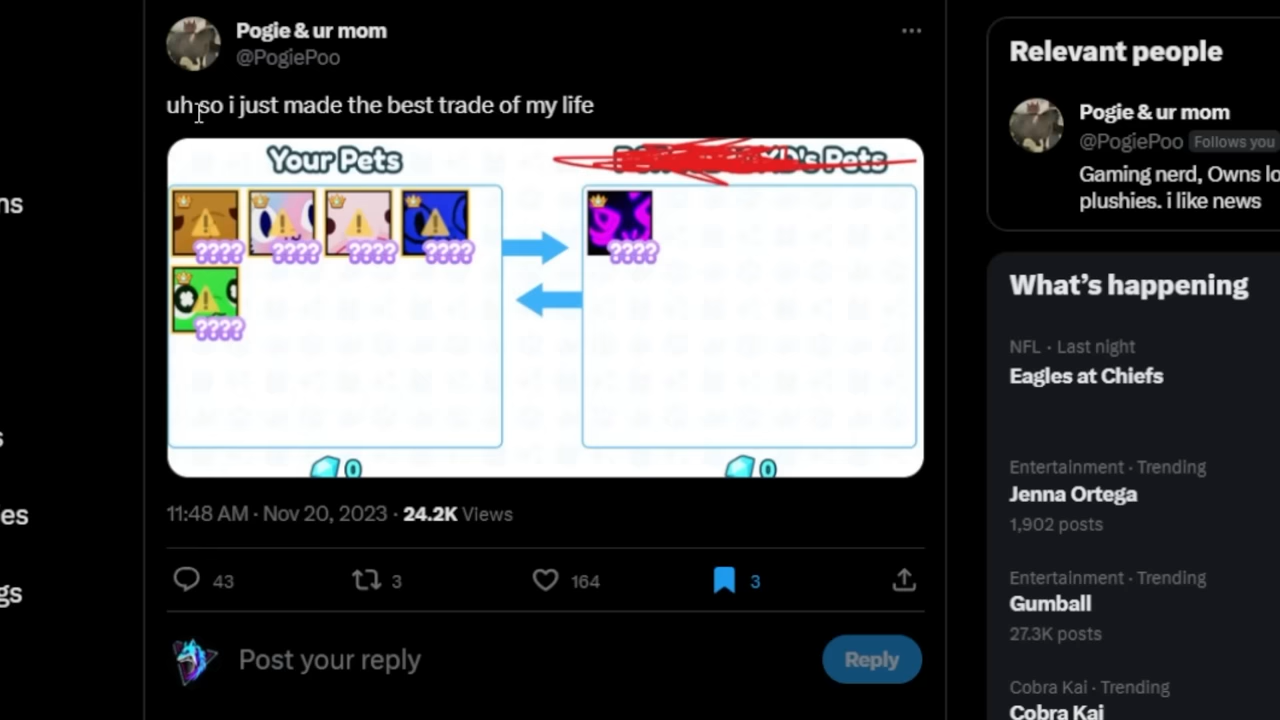 Pogie & ur mom
@PogiePoo
uh so i just made the best trade of my life
Your Pets
's Pets
????
????
????
????
????
????
0
0
11:48 AM · Nov 20, 2023 · 24.2K Views
43
3
164
3
Post your reply
Reply
ns
s
es
gs
Relevant people
Pogie & ur mom
@PogiePoo Follows you
Gaming nerd, Owns lo
plushies. i like news
What's happening
NFL · Last night
Eagles at Chiefs
Entertainment · Trending
Jenna Ortega
1,902 posts
Entertainment · Trending
Gumball
27.3K posts
Cobra Kai · Trending
Cobra Kai